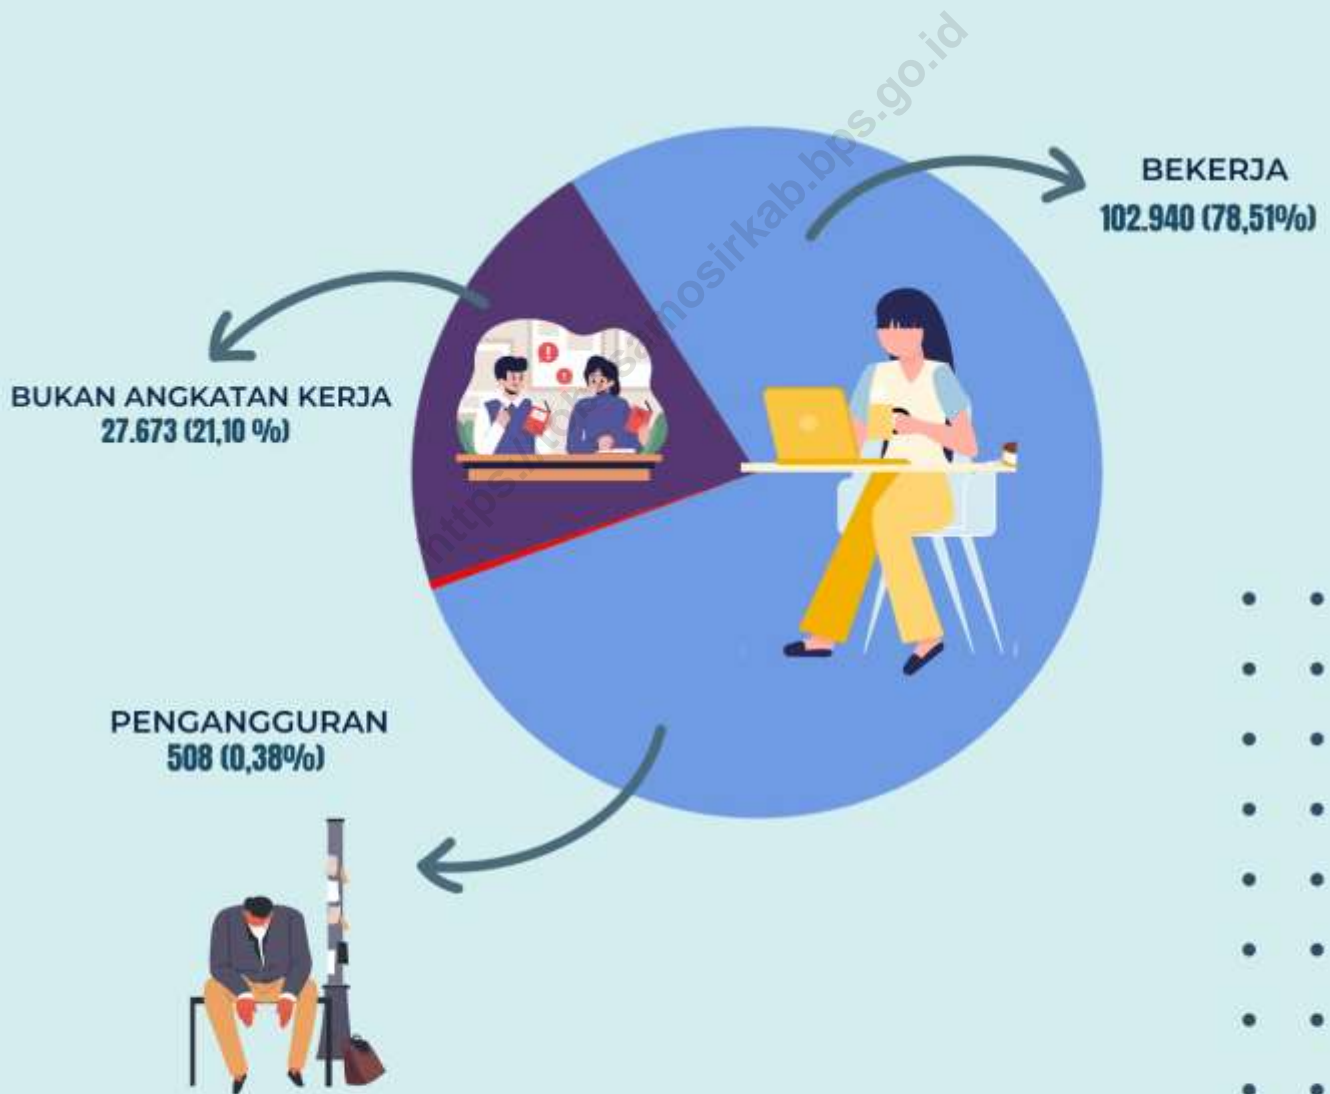 BEKERJA
102.940 (78,51%)
BUKAN ANGKATAN KERJA
27.673 (21,10 %)
PENGANGGURAN
508 (0,38%)